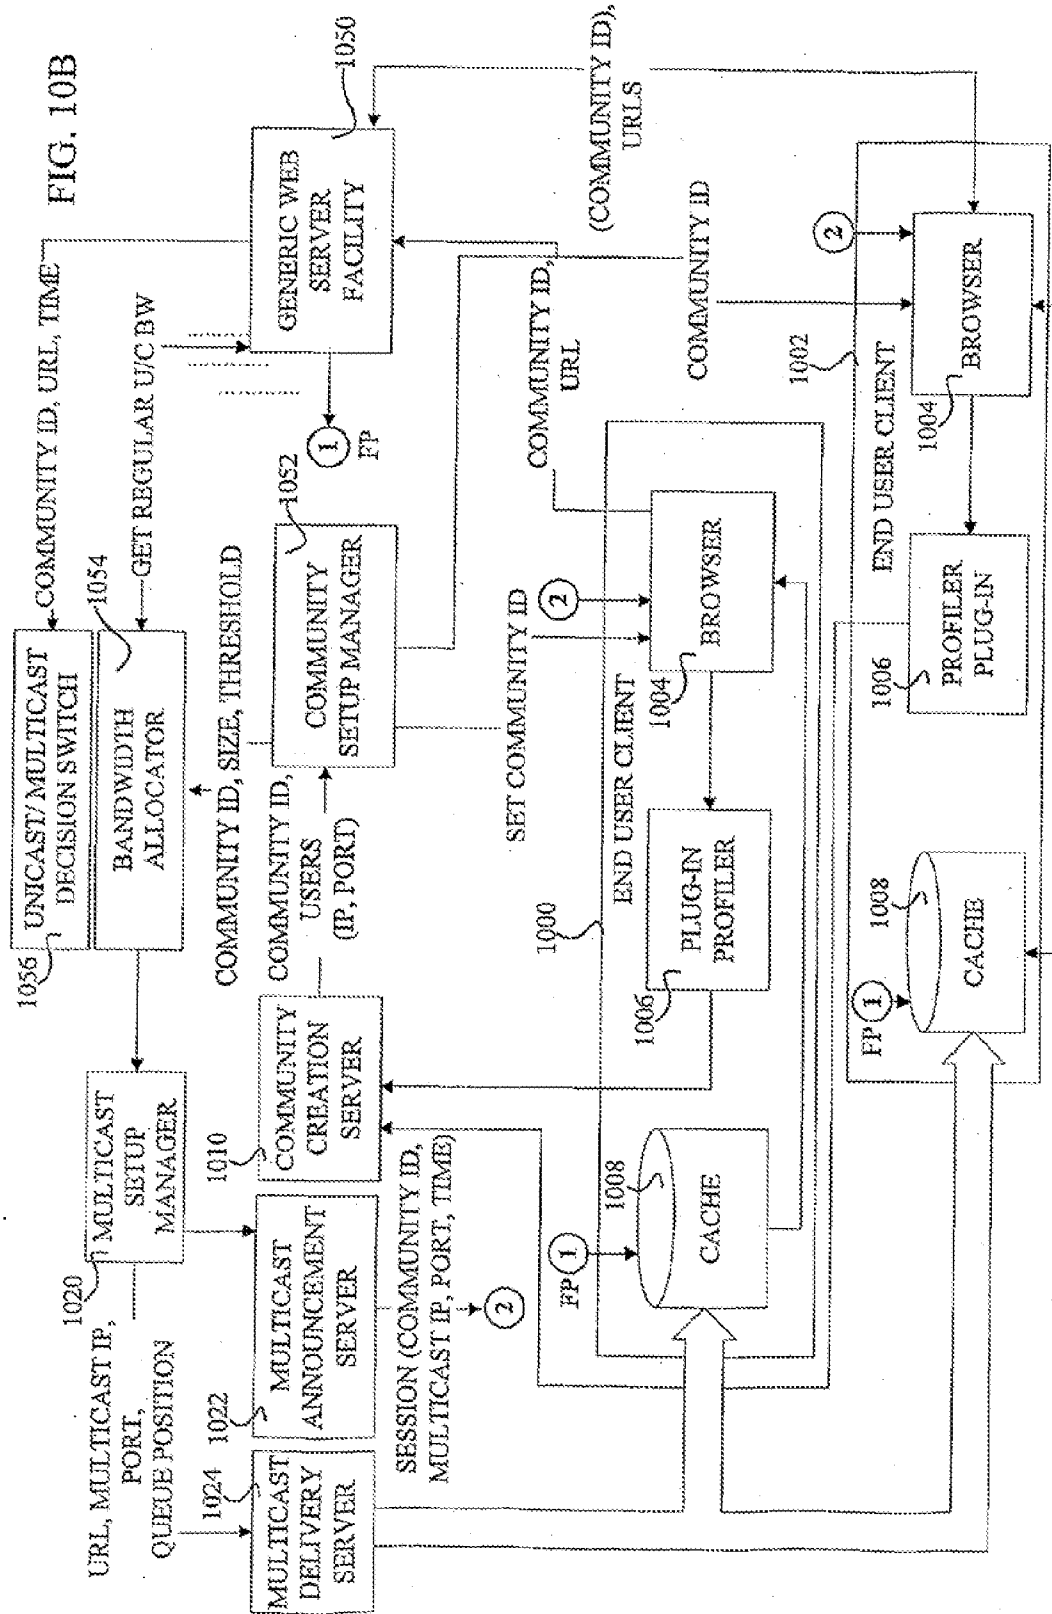 FIG. 10B
UNICAST/MULTICAST
DECISION SWITCH
1056
BANDWIDTH
ALLOCATOR
1054
COMMUNITY ID, URL, TIME
GET REGULAR U/C BW
GENERIC WEB
SERVER
FACILITY
1050
1
FP
COMMUNITY ID, SIZE, THRESHOLD
COMMUNITY
SETUP MANAGER
1052
COMMUNITY ID,
USERS
(IP, PORT)
MULTICAST
SETUP
MANAGER
1020
URL, MULTICAST IP,
PORT,
QUEUE POSITION
COMMUNITY
CREATION
SERVER
1010
MULTICAST
ANNOUNCEMENT
SERVER
1022
MULTICAST
DELIVERY
SERVER
1024
SESSION (COMMUNITY ID,
MULTICAST IP, PORT, TIME)
2
SET COMMUNITY ID
2
COMMUNITY ID,
URL
COMMUNITY ID
(COMMUNITY ID),
URLS
1000
END USER CLIENT
BROWSER
1004
PLUG-IN
PROFILER
1006
FP
1
1008
CACHE
1002
END USER CLIENT
2
BROWSER
1004
PROFILER
PLUG-IN
1006
FP
1
1008
CACHE